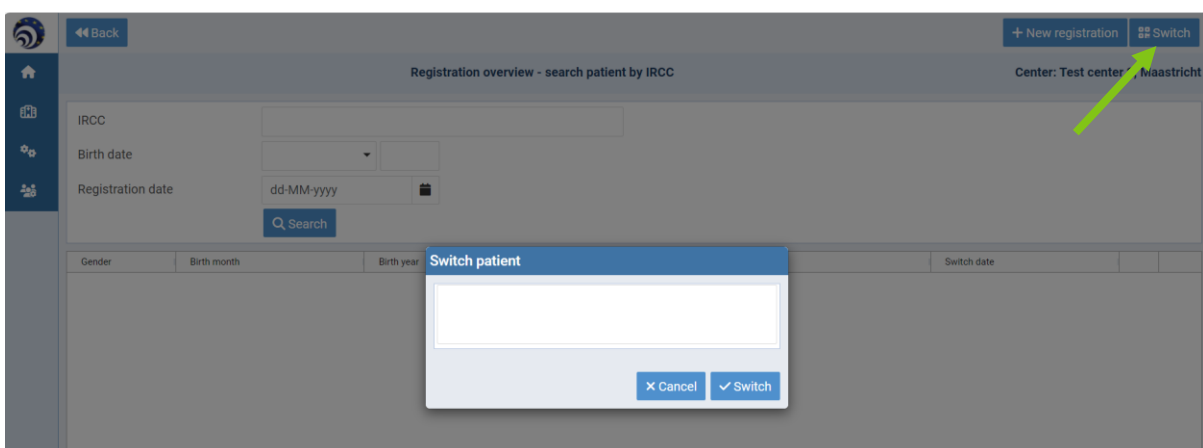 Back
+ New registration
Switch
Registration overview - search patient by IRCC
Center: Test center Maastricht
IRCC
Birth date
Registration date
dd-MM-yyyy
Search
Gender
Birth month
Birth year
Switch date
Switch patient
Cancel
Switch